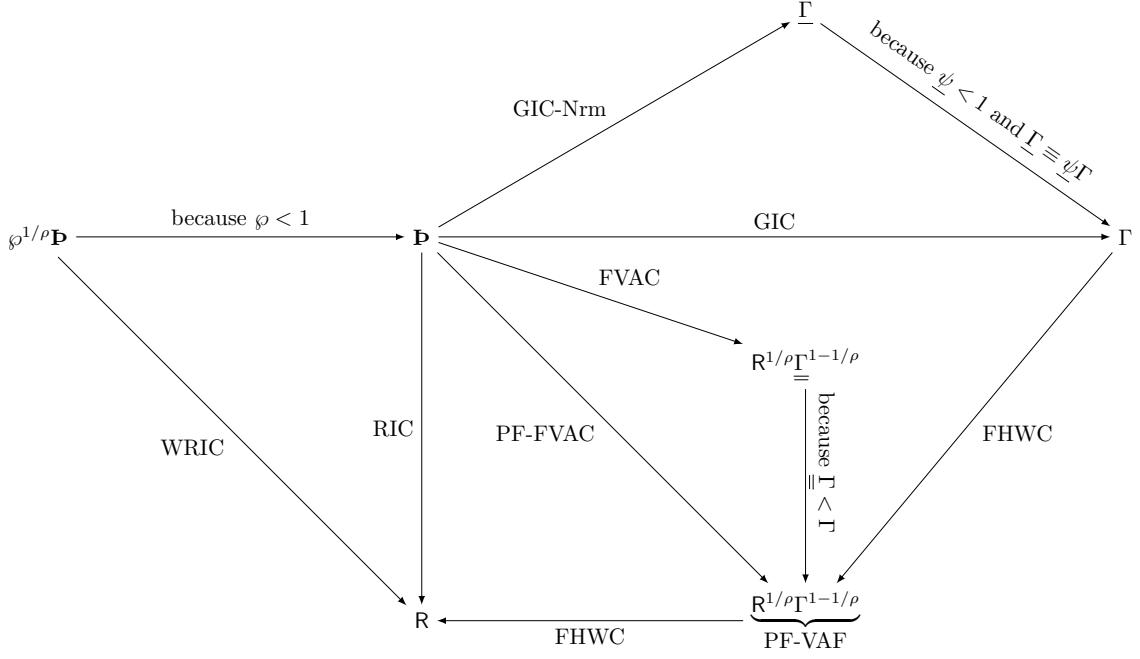 Γ̲
because ψ̲ < 1 and Γ̲ ≡ ψ̲Γ
GIC-Nrm
℘^{1/ρ}Þ
because ℘ < 1
Þ
GIC
Γ
FVAC
R^{1/ρ}Γ̳^{1−1/ρ}
because Γ̳ < Γ
WRIC
RIC
PF-FVAC
FHWC
R
FHWC
R^{1/ρ}Γ^{1−1/ρ}
PF-VAF